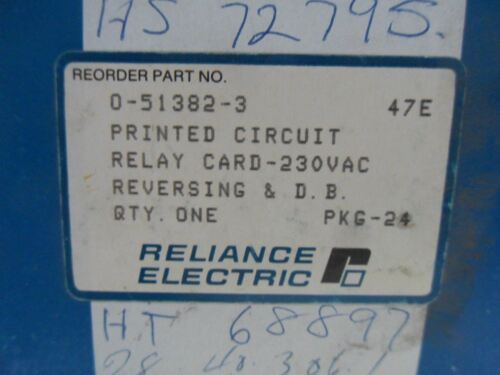 HS 72795.
REORDER PART NO.
0-51382-3 47E
PRINTED CIRCUIT
RELAY CARD-230VAC
REVERSING & D.B.
QTY. ONE PKG-24
RELIANCE
ELECTRIC
HT 68897
28